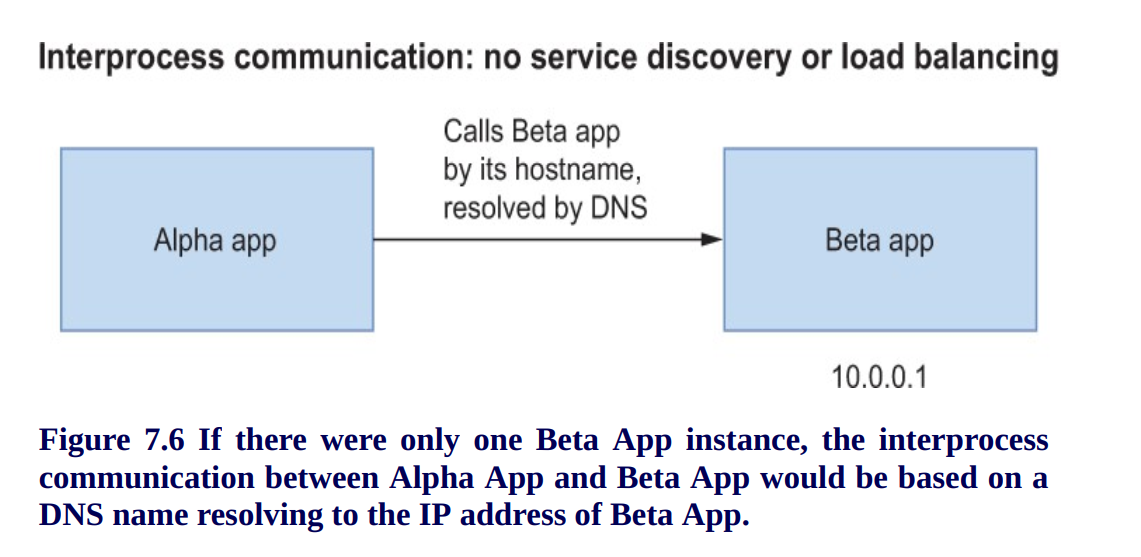 Interprocess communication: no service discovery or load balancing
Calls Beta app
by its hostname,
resolved by DNS
Alpha app
Beta app
10.0.0.1
Figure 7.6 If there were only one Beta App instance, the interprocess
communication between Alpha App and Beta App would be based on a
DNS name resolving to the IP address of Beta App.